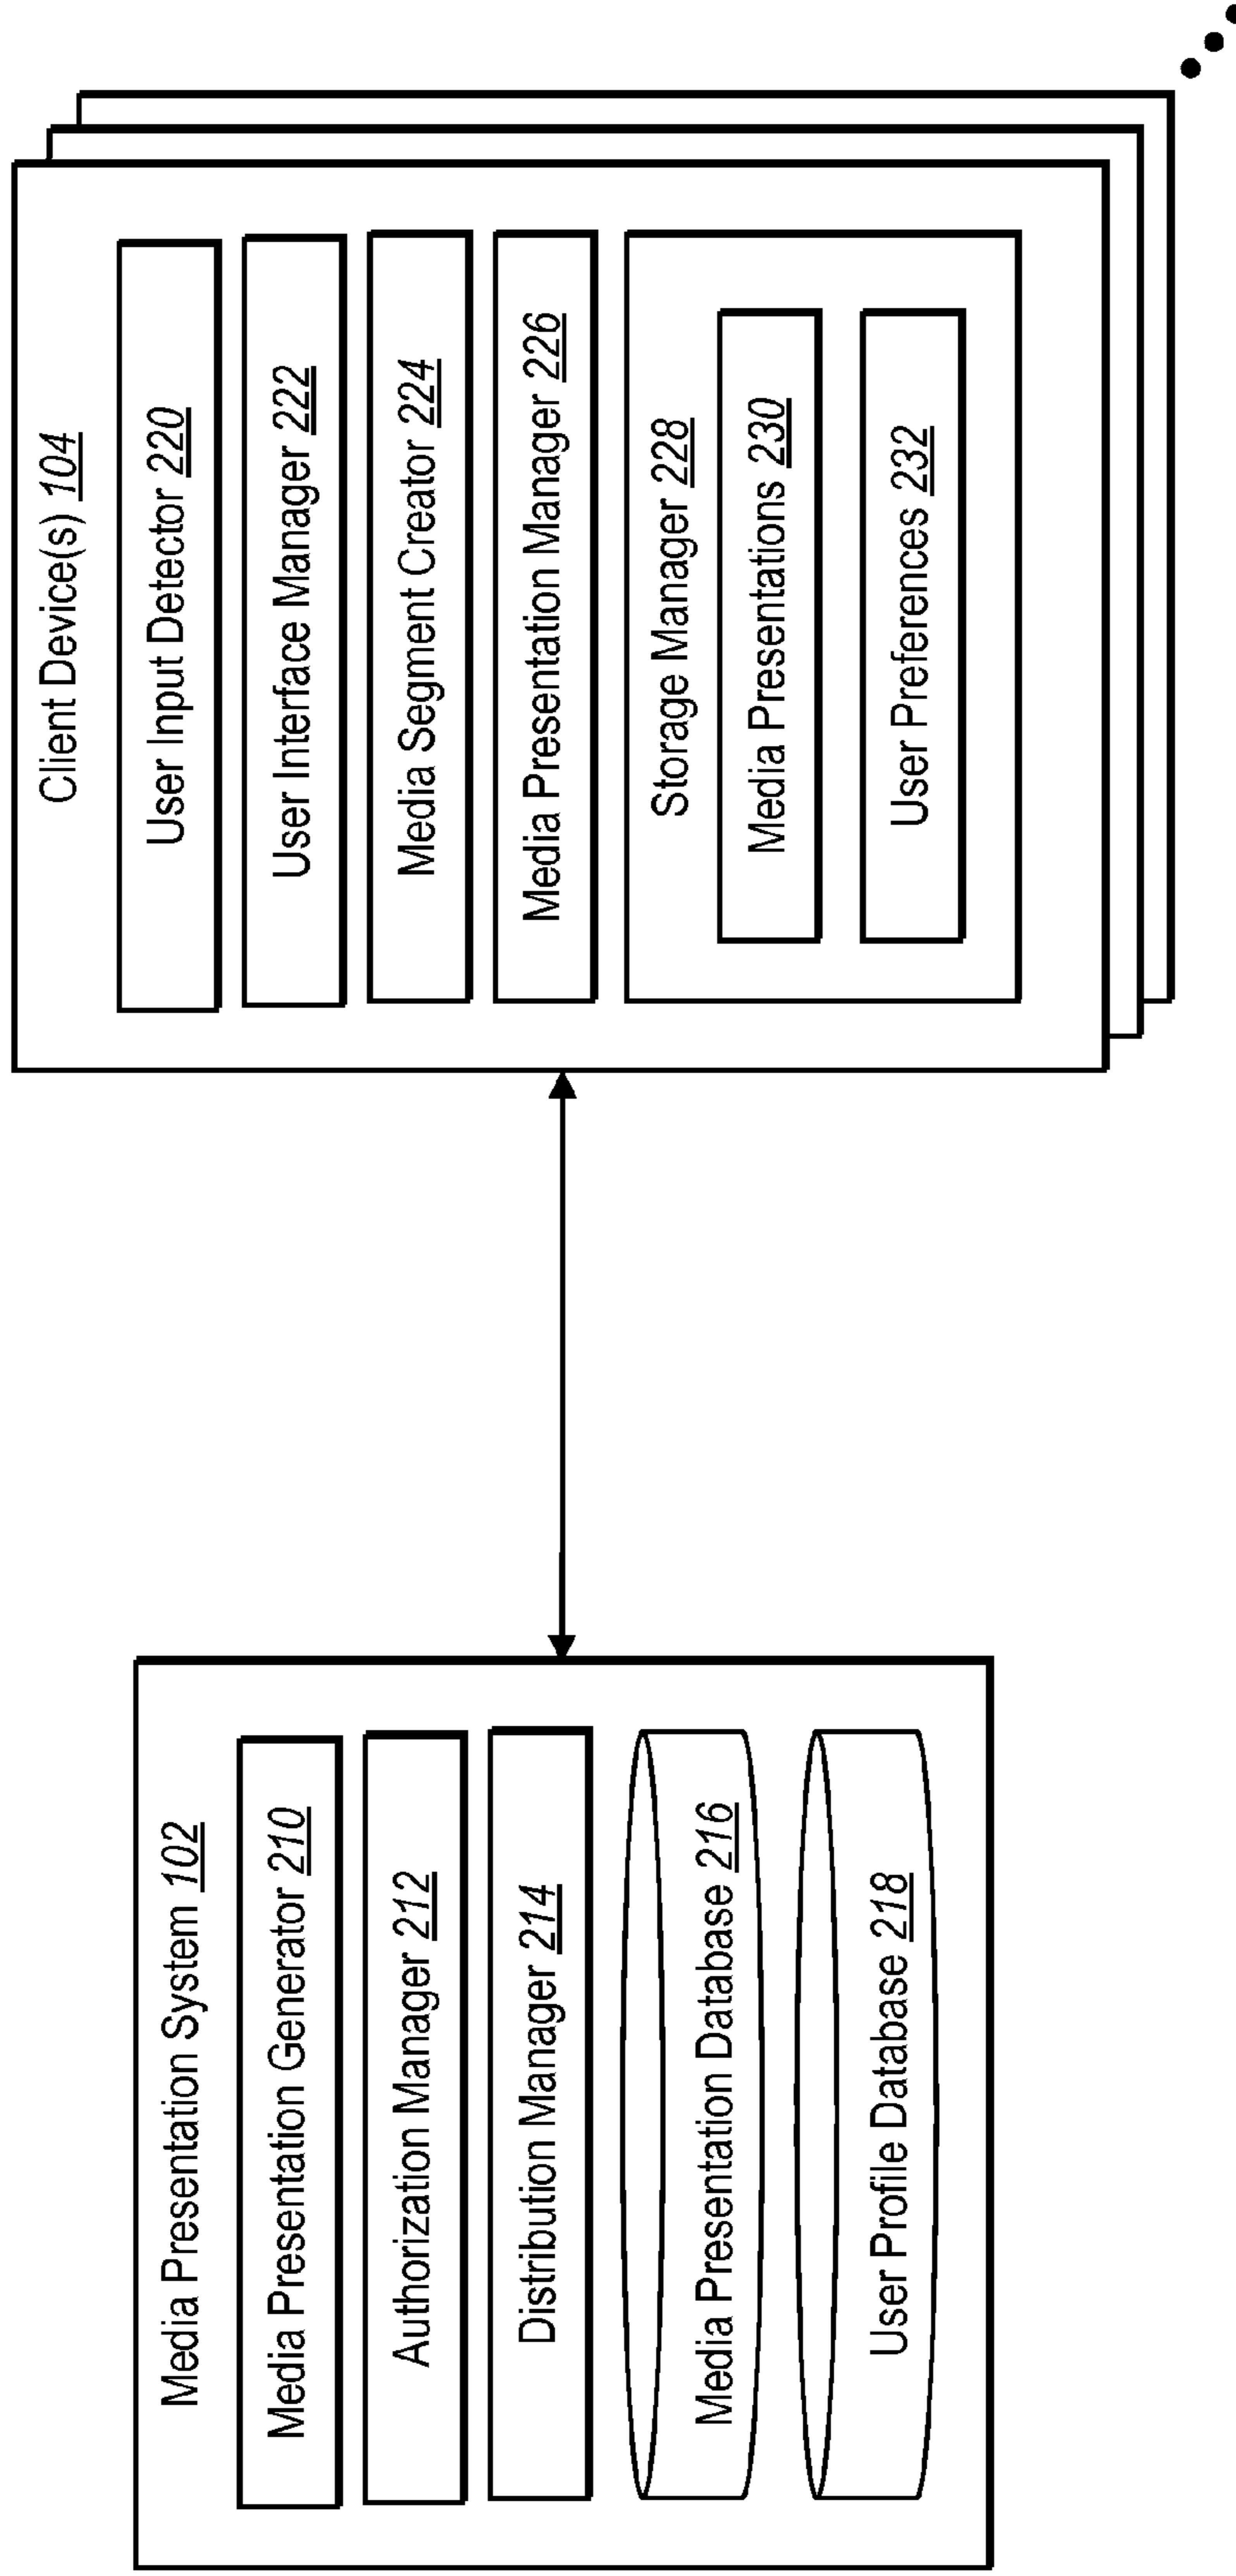 Media Presentation System 102
Media Presentation Generator 210
Authorization Manager 212
Distribution Manager 214
Media Presentation Database 216
User Profile Database 218
Client Device(s) 104
User Input Detector 220
User Interface Manager 222
Media Segment Creator 224
Media Presentation Manager 226
Storage Manager 228
Media Presentations 230
User Preferences 232